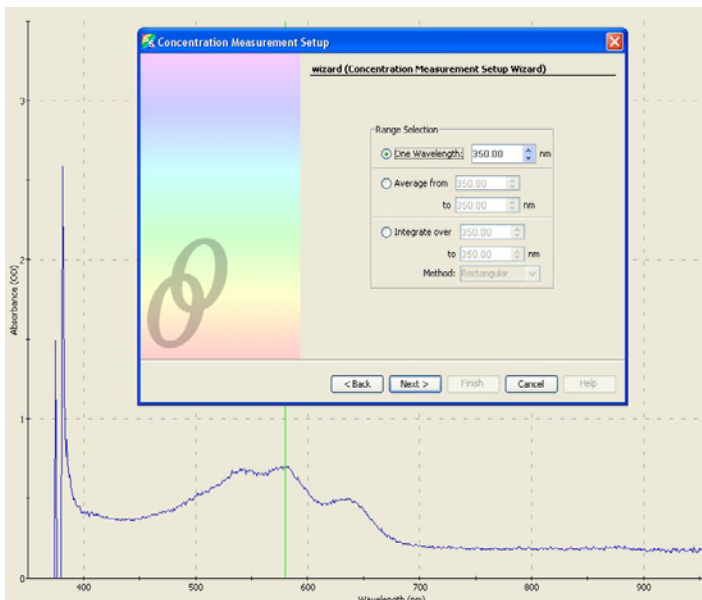 Concentration Measurement Setup
wizard (Concentration Measurement Setup Wizard)
Range Selection
One Wavelength: 350.00 nm
Average from 350.00
to 350.00 nm
Integrate over 350.00
to 350.00 nm
Method: Rectangular
< Back Next > Finish Cancel Help
Absorbance (OD)
3
2
1
0
400 500 600 700 800 900
Wavelength (nm)